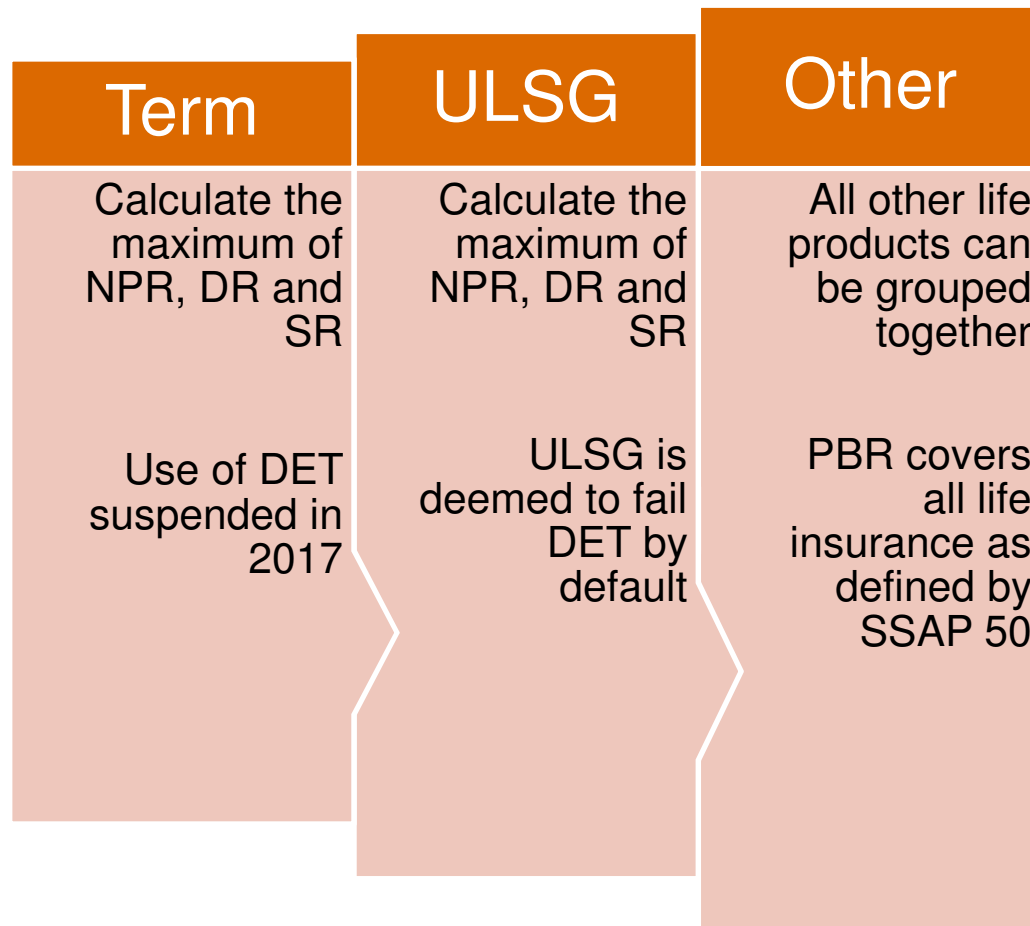 Term
Calculate the
maximum of
NPR, DR and
SR
Use of DET
suspended in
2017
ULSG
Calculate the
maximum of
NPR, DR and
SR
ULSG is
deemed to fail
DET by
default
Other
All other life
products can
be grouped
together
PBR covers
all life
insurance as
defined by
SSAP 50